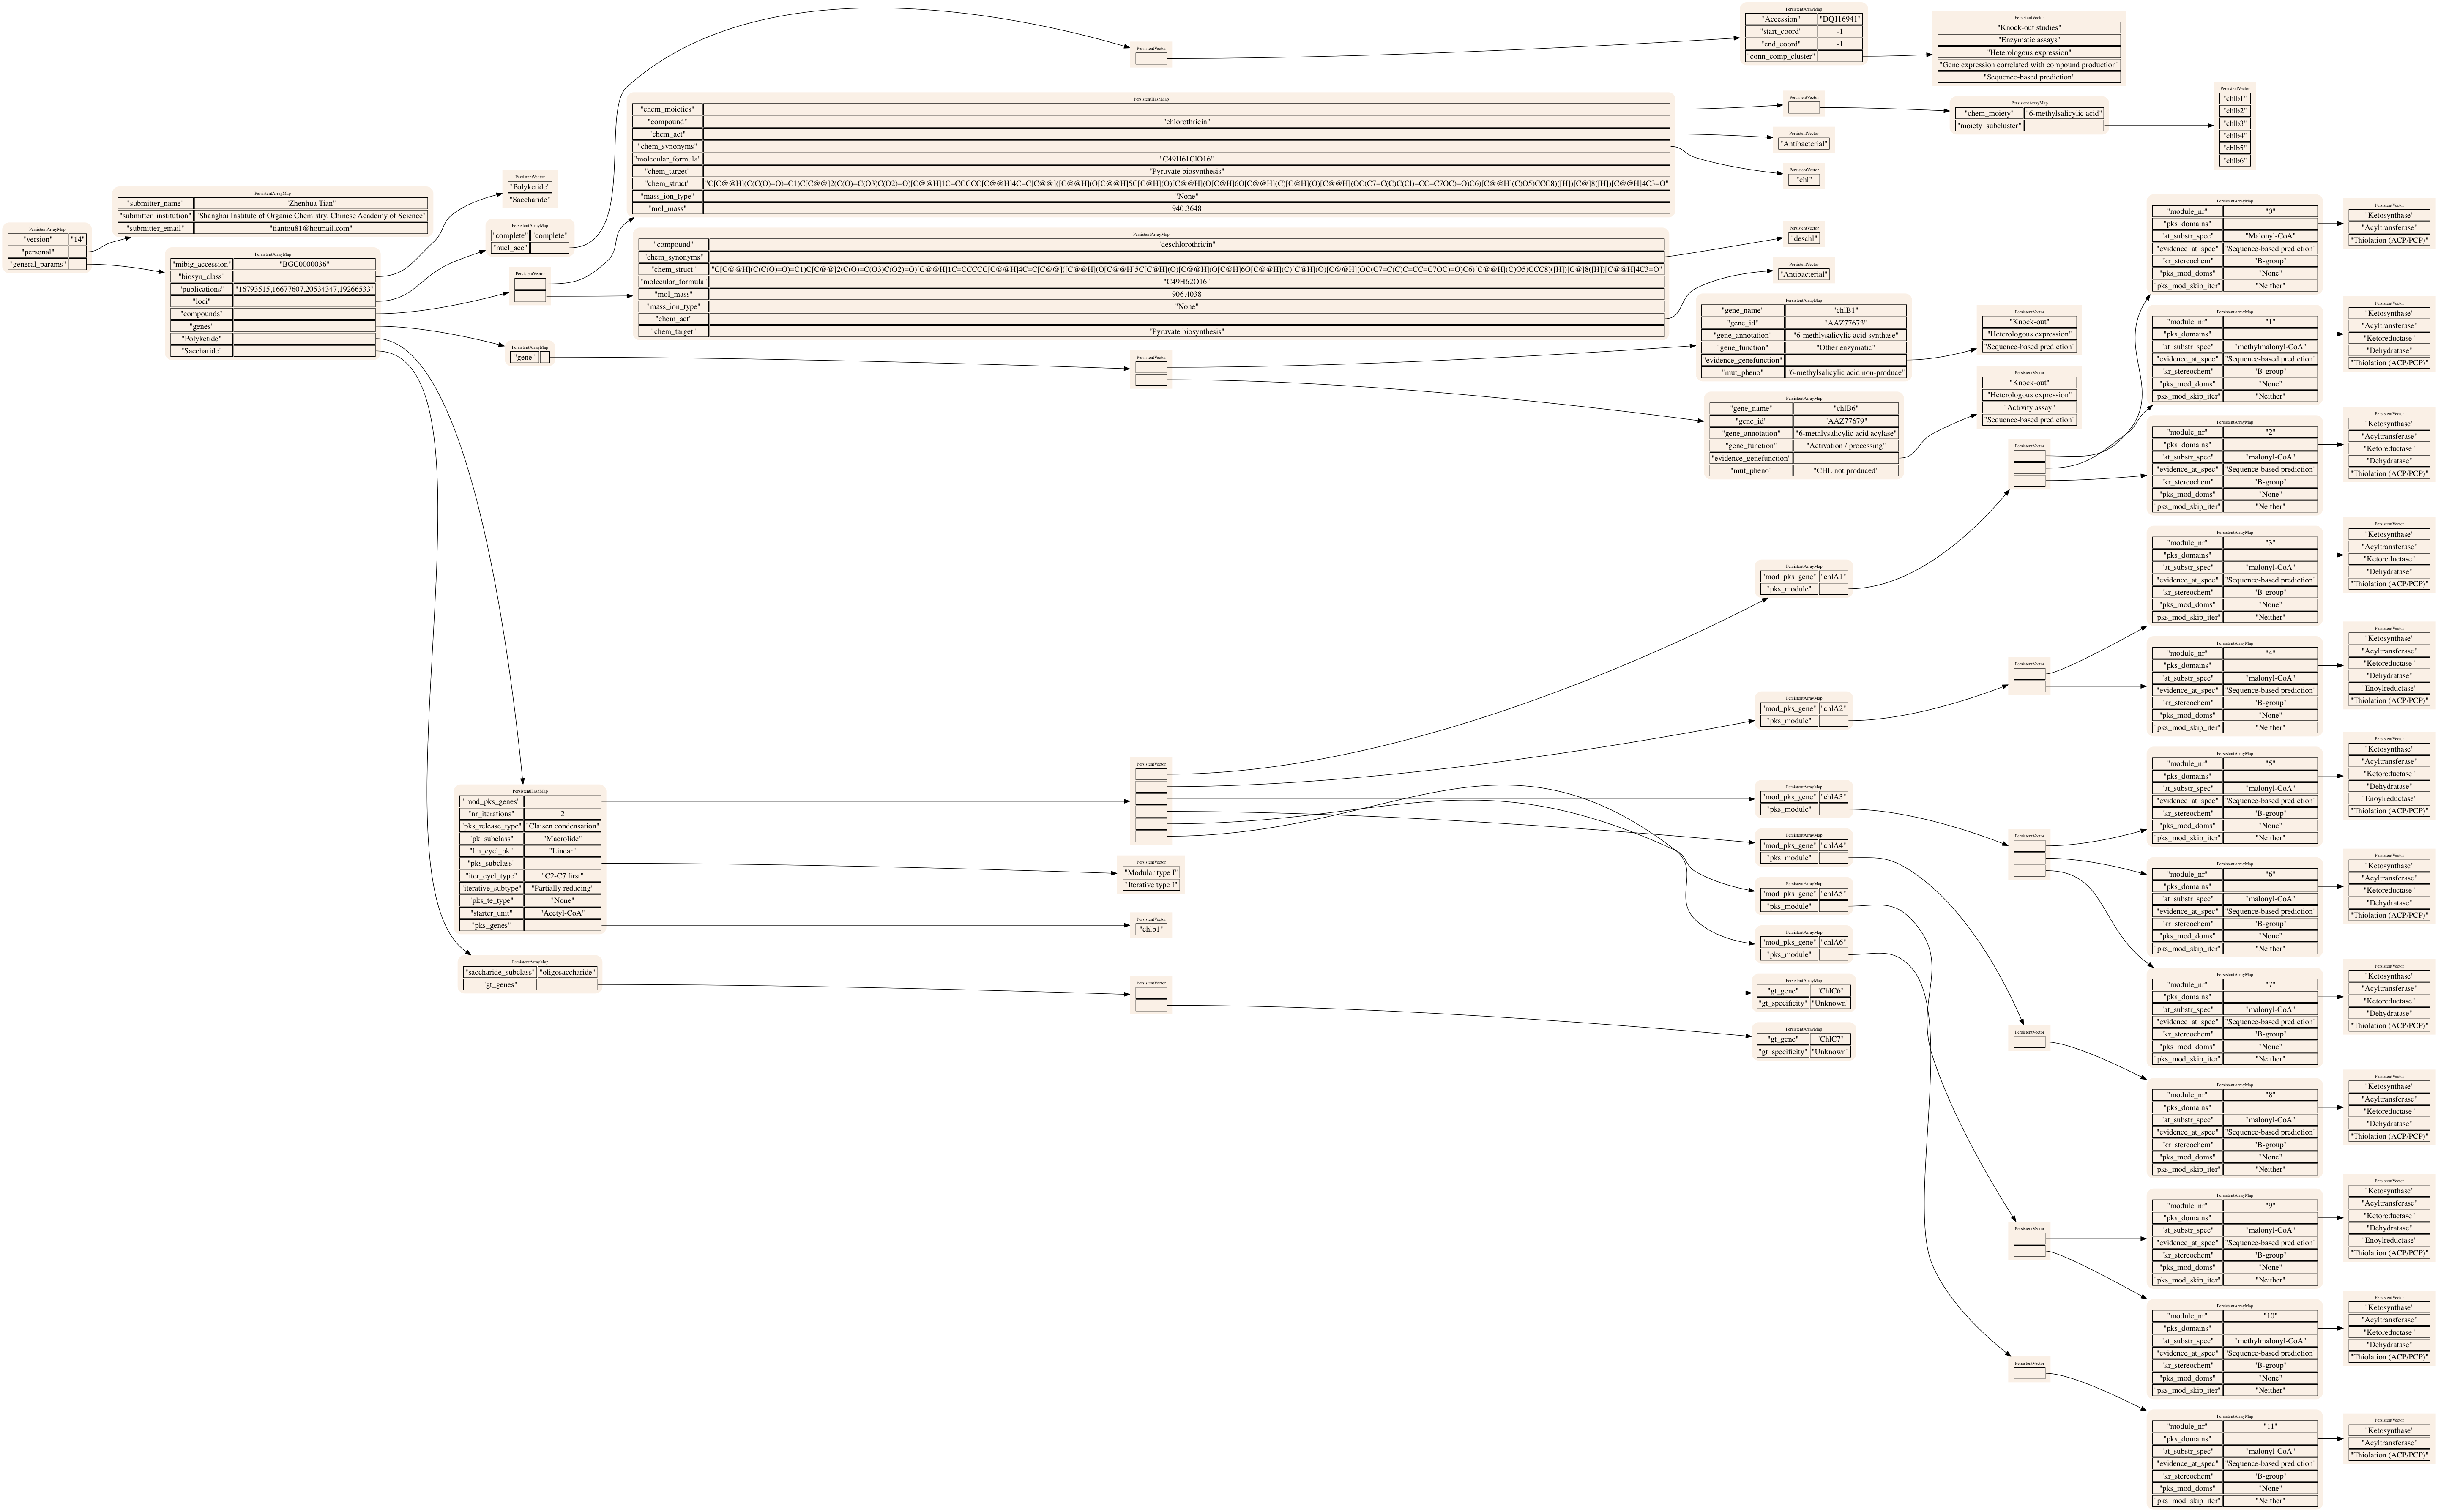 PersistentArrayMap
"version" "14"
"personal"
"general_params"
PersistentArrayMap
"submitter_name" "Zhenhua Tian"
"submitter_institution" "Shanghai Institute of Organic Chemistry, Chinese Academy of Science"
"submitter_email" "tiantou81@hotmail.com"
PersistentArrayMap
"mibig_accession" "BGC0000036"
"biosyn_class"
"publications" "16793515,16677607,20534347,19266533"
"loci"
"compounds"
"genes"
"Polyketide"
"Saccharide"
PersistentVector
"Polyketide"
"Saccharide"
PersistentArrayMap
"complete" "complete"
"nucl_acc"
PersistentVector
PersistentArrayMap
"Accession" "DQ116941"
"start_coord" -1
"end_coord" -1
"conn_comp_cluster"
PersistentVector
"Knock-out studies"
"Enzymatic assays"
"Heterologous expression"
"Gene expression correlated with compound production"
"Sequence-based prediction"
PersistentVector
PersistentHashMap
"chem_moieties"
"compound" "chlorothricin"
"chem_act"
"chem_synonyms"
"molecular_formula" "C49H61ClO16"
"chem_target" "Pyruvate biosynthesis"
"chem_struct" "C[C@@H](C(C(O)=O)=C1)C[C@@]2(C(O)=C(O3)C(O2)=O)[C@@H]1C=CCCCC[C@@H]4C=C[C@@]([C@@H](O[C@@H]5C[C@H](O)[C@@H](O[C@H]6O[C@@H](C)[C@H](O)[C@@H](OC(C7=C(C)C(Cl)=CC=C7OC)=O)C6)[C@@H](C)O5)CCC8)([H])[C@]8([H])[C@@H]4C3=O"
"mass_ion_type" "None"
"mol_mass" 940.3648
PersistentVector
PersistentArrayMap
"chem_moiety" "6-methylsalicylic acid"
"moiety_subcluster"
PersistentVector
"chlb1"
"chlb2"
"chlb3"
"chlb4"
"chlb5"
"chlb6"
PersistentVector
"Antibacterial"
PersistentVector
"chl"
PersistentArrayMap
"compound" "deschlorothricin"
"chem_synonyms"
"chem_struct" "C[C@@H](C(C(O)=O)=C1)C[C@@]2(C(O)=C(O3)C(O2)=O)[C@@H]1C=CCCCC[C@@H]4C=C[C@@]([C@@H](O[C@@H]5C[C@H](O)[C@@H](O[C@H]6O[C@@H](C)[C@H](O)[C@@H](OC(C7=C(C)C=CC=C7OC)=O)C6)[C@@H](C)O5)CCC8)([H])[C@]8([H])[C@@H]4C3=O"
"molecular_formula" "C49H62O16"
"mol_mass" 906.4038
"mass_ion_type" "None"
"chem_act"
"chem_target" "Pyruvate biosynthesis"
PersistentVector
"deschl"
PersistentVector
"Antibacterial"
PersistentArrayMap
"gene"
PersistentVector
PersistentArrayMap
"gene_name" "chlB1"
"gene_id" "AAZ77673"
"gene_annotation" "6-methysalicylic acid synthase"
"gene_function" "Other enzymatic"
"evidence_genefunction"
"mut_pheno" "6-methylsalicylic acid non-produce"
PersistentVector
"Knock-out"
"Heterologous expression"
"Sequence-based prediction"
PersistentArrayMap
"gene_name" "chlB6"
"gene_id" "AAZ77679"
"gene_annotation" "6-methlysalicylic acid acylase"
"gene_function" "Activation / processing"
"evidence_genefunction"
"mut_pheno" "CHL not produced"
PersistentVector
"Knock-out"
"Heterologous expression"
"Activity assay"
"Sequence-based prediction"
PersistentHashMap
"mod_pks_genes"
"nr_iterations" 2
"pks_release_type" "Claisen condensation"
"pk_subclass" "Macrolide"
"lin_cycl_pk" "Linear"
"pks_subclass"
"iter_cycl_type" "C2-C7 first"
"iterative_subtype" "Partially reducing"
"pks_te_type" "None"
"starter_unit" "Acetyl-CoA"
"pks_genes"
PersistentVector
PersistentVector
"Modular type I"
"Iterative type I"
PersistentVector
"chlb1"
PersistentArrayMap
"saccharide_subclass" "oligosaccharide"
"gt_genes"
PersistentVector
PersistentArrayMap
"gt_gene" "ChlC6"
"gt_specificity" "Unknown"
PersistentArrayMap
"gt_gene" "ChlC7"
"gt_specificity" "Unknown"
PersistentArrayMap
"mod_pks_gene" "chlA1"
"pks_module"
PersistentVector
PersistentArrayMap
"module_nr" "0"
"pks_domains"
"at_substr_spec" "Malonyl-CoA"
"evidence_at_spec" "Sequence-based prediction"
"kr_stereochem" "B-group"
"pks_mod_doms" "None"
"pks_mod_skip_iter" "Neither"
PersistentVector
"Ketosynthase"
"Acyltransferase"
"Thiolation (ACP/PCP)"
PersistentArrayMap
"module_nr" "1"
"pks_domains"
"at_substr_spec" "methylmalonyl-CoA"
"evidence_at_spec" "Sequence-based prediction"
"kr_stereochem" "B-group"
"pks_mod_doms" "None"
"pks_mod_skip_iter" "Neither"
PersistentVector
"Ketosynthase"
"Acyltransferase"
"Ketoreductase"
"Dehydratase"
"Thiolation (ACP/PCP)"
PersistentArrayMap
"module_nr" "2"
"pks_domains"
"at_substr_spec" "malonyl-CoA"
"evidence_at_spec" "Sequence-based prediction"
"kr_stereochem" "B-group"
"pks_mod_doms" "None"
"pks_mod_skip_iter" "Neither"
PersistentVector
"Ketosynthase"
"Acyltransferase"
"Ketoreductase"
"Dehydratase"
"Thiolation (ACP/PCP)"
PersistentArrayMap
"mod_pks_gene" "chlA2"
"pks_module"
PersistentVector
PersistentArrayMap
"module_nr" "3"
"pks_domains"
"at_substr_spec" "malonyl-CoA"
"evidence_at_spec" "Sequence-based prediction"
"kr_stereochem" "B-group"
"pks_mod_doms" "None"
"pks_mod_skip_iter" "Neither"
PersistentVector
"Ketosynthase"
"Acyltransferase"
"Ketoreductase"
"Dehydratase"
"Thiolation (ACP/PCP)"
PersistentArrayMap
"module_nr" "4"
"pks_domains"
"at_substr_spec" "malonyl-CoA"
"evidence_at_spec" "Sequence-based prediction"
"kr_stereochem" "B-group"
"pks_mod_doms" "None"
"pks_mod_skip_iter" "Neither"
PersistentVector
"Ketosynthase"
"Acyltransferase"
"Ketoreductase"
"Dehydratase"
"Enoylreductase"
"Thiolation (ACP/PCP)"
PersistentArrayMap
"mod_pks_gene" "chlA3"
"pks_module"
PersistentVector
PersistentArrayMap
"module_nr" "5"
"pks_domains"
"at_substr_spec" "malonyl-CoA"
"evidence_at_spec" "Sequence-based prediction"
"kr_stereochem" "B-group"
"pks_mod_doms" "None"
"pks_mod_skip_iter" "Neither"
PersistentVector
"Ketosynthase"
"Acyltransferase"
"Ketoreductase"
"Dehydratase"
"Enoylreductase"
"Thiolation (ACP/PCP)"
PersistentArrayMap
"module_nr" "6"
"pks_domains"
"at_substr_spec" "malonyl-CoA"
"evidence_at_spec" "Sequence-based prediction"
"kr_stereochem" "B-group"
"pks_mod_doms" "None"
"pks_mod_skip_iter" "Neither"
PersistentVector
"Ketosynthase"
"Acyltransferase"
"Ketoreductase"
"Dehydratase"
"Thiolation (ACP/PCP)"
PersistentArrayMap
"module_nr" "7"
"pks_domains"
"at_substr_spec" "malonyl-CoA"
"evidence_at_spec" "Sequence-based prediction"
"kr_stereochem" "B-group"
"pks_mod_doms" "None"
"pks_mod_skip_iter" "Neither"
PersistentVector
"Ketosynthase"
"Acyltransferase"
"Ketoreductase"
"Dehydratase"
"Thiolation (ACP/PCP)"
PersistentArrayMap
"mod_pks_gene" "chlA4"
"pks_module"
PersistentVector
PersistentArrayMap
"module_nr" "8"
"pks_domains"
"at_substr_spec" "malonyl-CoA"
"evidence_at_spec" "Sequence-based prediction"
"kr_stereochem" "B-group"
"pks_mod_doms" "None"
"pks_mod_skip_iter" "Neither"
PersistentVector
"Ketosynthase"
"Acyltransferase"
"Ketoreductase"
"Dehydratase"
"Thiolation (ACP/PCP)"
PersistentArrayMap
"mod_pks_gene" "chlA5"
"pks_module"
PersistentVector
PersistentArrayMap
"module_nr" "9"
"pks_domains"
"at_substr_spec" "malonyl-CoA"
"evidence_at_spec" "Sequence-based prediction"
"kr_stereochem" "B-group"
"pks_mod_doms" "None"
"pks_mod_skip_iter" "Neither"
PersistentVector
"Ketosynthase"
"Acyltransferase"
"Ketoreductase"
"Dehydratase"
"Enoylreductase"
"Thiolation (ACP/PCP)"
PersistentArrayMap
"module_nr" "10"
"pks_domains"
"at_substr_spec" "methylmalonyl-CoA"
"evidence_at_spec" "Sequence-based prediction"
"kr_stereochem" "B-group"
"pks_mod_doms" "None"
"pks_mod_skip_iter" "Neither"
PersistentVector
"Ketosynthase"
"Acyltransferase"
"Ketoreductase"
"Dehydratase"
"Thiolation (ACP/PCP)"
PersistentArrayMap
"mod_pks_gene" "chlA6"
"pks_module"
PersistentVector
PersistentArrayMap
"module_nr" "11"
"pks_domains"
"at_substr_spec" "malonyl-CoA"
"evidence_at_spec" "Sequence-based prediction"
"kr_stereochem" "B-group"
"pks_mod_doms" "None"
"pks_mod_skip_iter" "Neither"
PersistentVector
"Ketosynthase"
"Acyltransferase"
"Thiolation (ACP/PCP)"